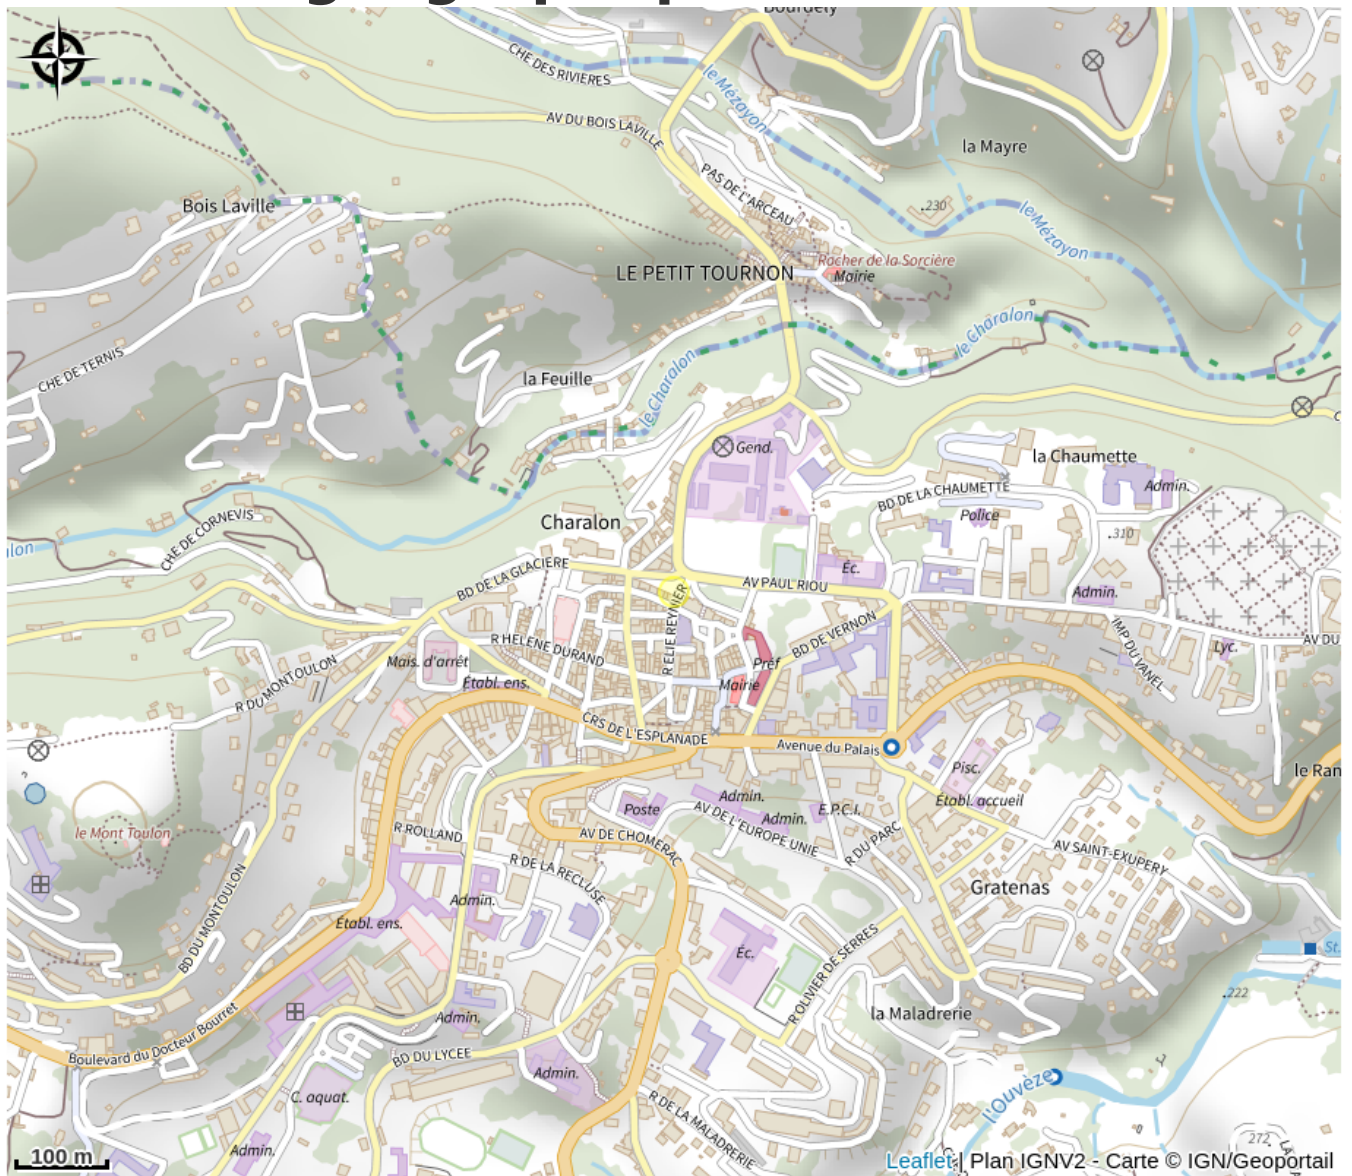 Bourdely
CHE DES RIVIERES
le Mézayon
AV DU BOIS LAVILLE
la Mayre
PAS DE L'ARCEAU
Bois Laville
.230
le Mézayon
LE PETIT TOURNON
Rocher de la Sorcière
Mairie
le Charalon
CHE DE TERNIS
la Feuille
le Charalon
Gend.
la Chaumette
BD DE LA CHAUMETTE
Admin.
Police
Charalon
.310
CHE DE CORNEVIS
alon
BD DE LA GLACIERE
Éc.
AV PAUL RIOU
Admin.
R ELIE REYNIER
BD DE VERNON
IMP DU VANEL
AV DU
Lyc.
R HELENE DURAND
Mais. d'arrêt
Préf
R DU MONTOULON
Établ. ens.
Mairie
CRS DE L'ESPLANADE
Avenue du Palais
Pisc.
le Ran
Établ. accueil
Admin.
Poste
AV DE L'EUROPE UNIE
Admin.
E.P.C.I.
le Mont Toulon
R ROLLAND
AV DE CHOMERAC
R DU PARC
AV SAINT-EXUPERY
R DE LA RECLUSE
Gratenas
BD DU MONTOULON
Admin.
Établ. ens.
Éc.
R OLIVIER DE SERRES
St.
.222
la Maladrerie
Admin.
Boulevard du Docteur Bourret
BD DU LYCEE
Admin.
C. aquat.
l'Ouvèze
R DE LA MALADRERIE
272
Admin.
100 m
Leaflet | Plan IGNV2 - Carte © IGN/Geoportail